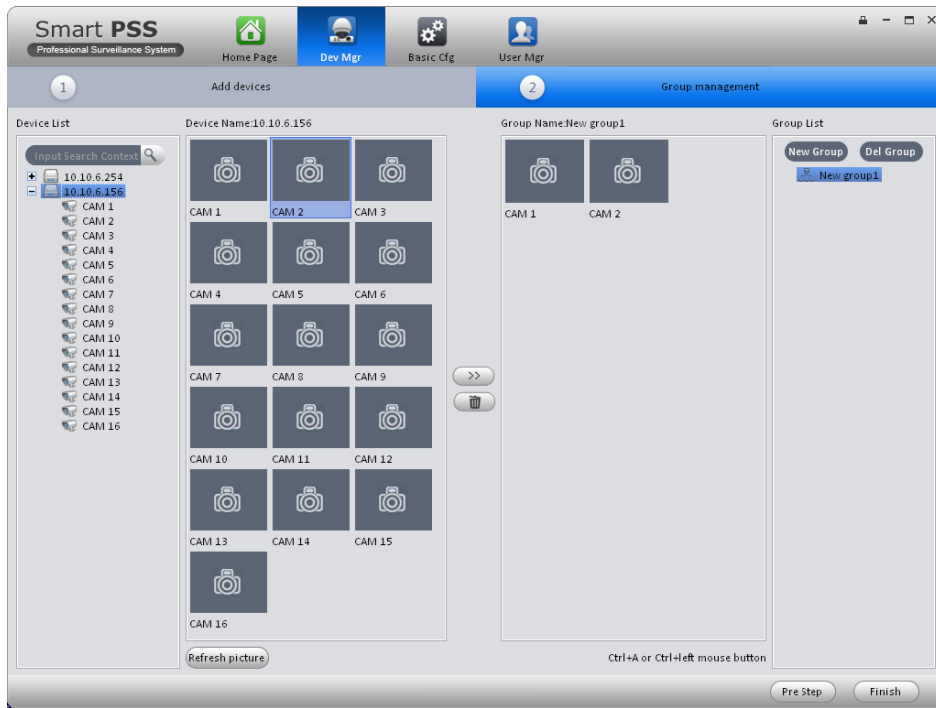 Smart PSS
Professional Surveillance System
Home Page
Dev Mgr
Basic Cfg
User Mgr
1
Add devices
2
Group management
Device List
Device Name:10.10.6.156
Group Name:New group1
Group List
Input Search Context
10.10.6.254
10.10.6.156
CAM 1
CAM 2
CAM 3
CAM 4
CAM 5
CAM 6
CAM 7
CAM 8
CAM 9
CAM 10
CAM 11
CAM 12
CAM 13
CAM 14
CAM 15
CAM 16
CAM 1 CAM 2 CAM 3
CAM 4 CAM 5 CAM 6
CAM 7 CAM 8 CAM 9
CAM 10 CAM 11 CAM 12
CAM 13 CAM 14 CAM 15
CAM 16
Refresh picture
>>
CAM 1 CAM 2
Ctrl+A or Ctrl+left mouse button
New Group Del Group
New group1
Pre Step Finish